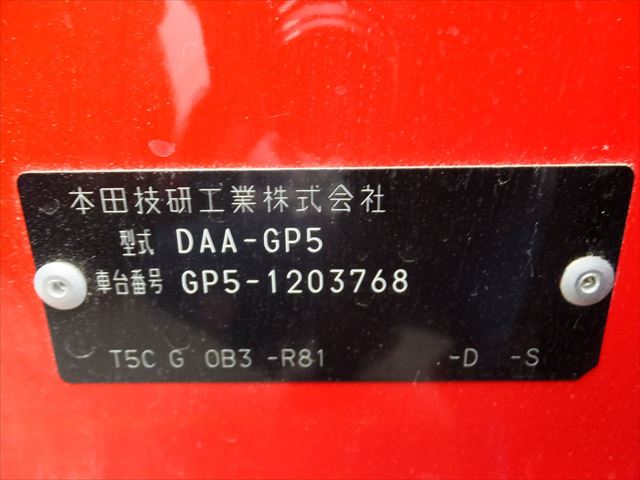 本田技研工業株式会社
型式 DAA-GP5
車台番号 GP5-1203768
T5C G 0B3 -R81 -D -S